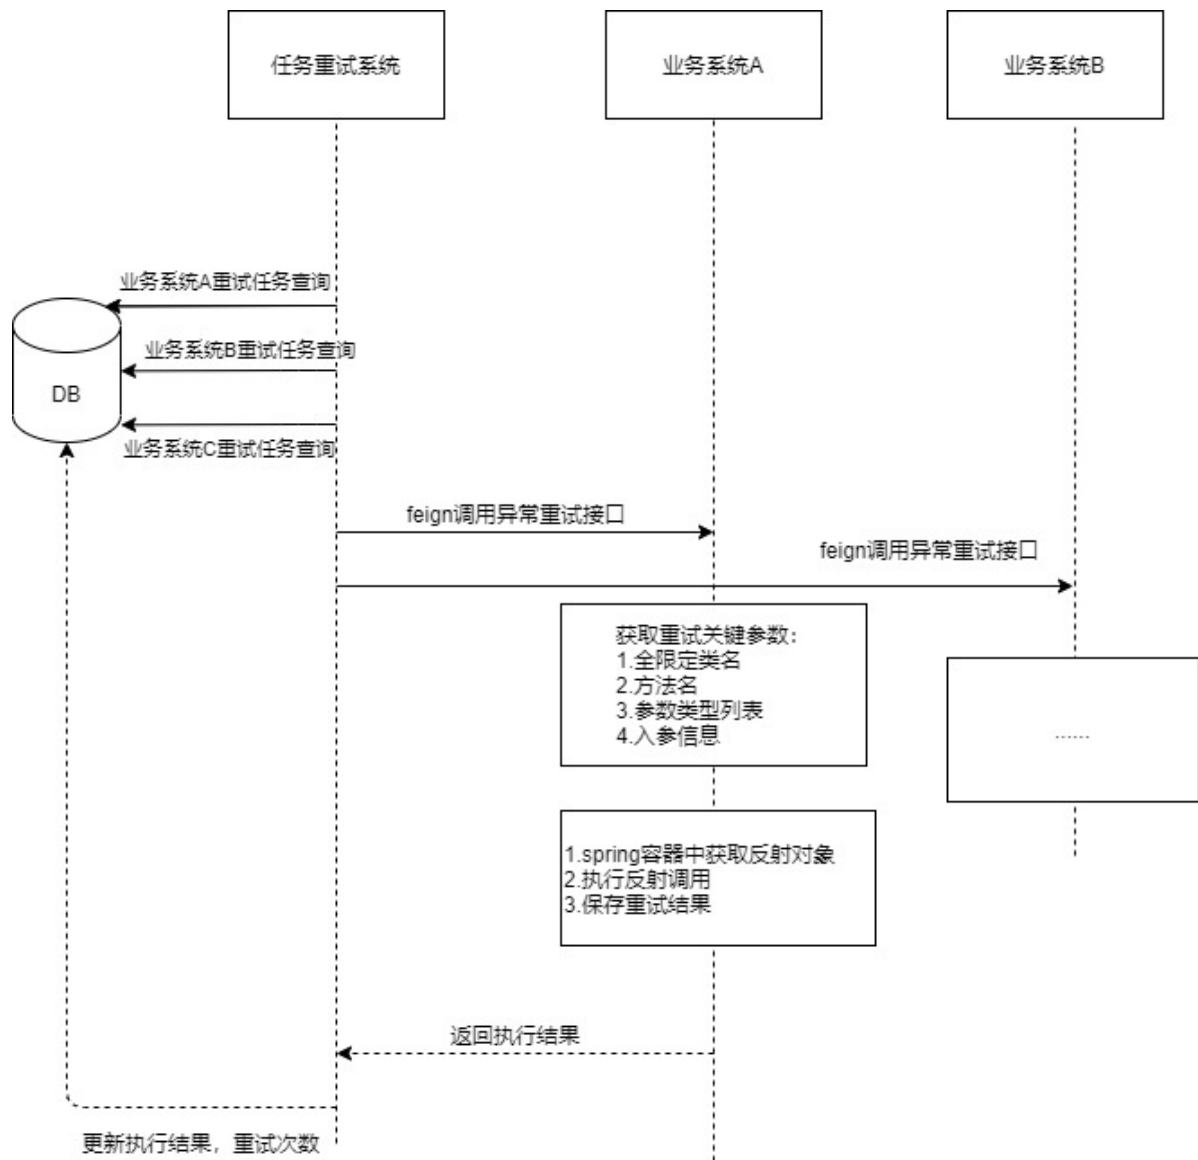 任务重试系统
业务系统A
业务系统B
业务系统A重试任务查询
业务系统B重试任务查询
DB
业务系统C重试任务查询
feign调用异常重试接口
feign调用异常重试接口
获取重试关键参数：
1.全限定类名
2.方法名
3.参数类型列表
4.入参信息
......
1.spring容器中获取反射对象
2.执行反射调用
3.保存重试结果
返回执行结果
更新执行结果，重试次数